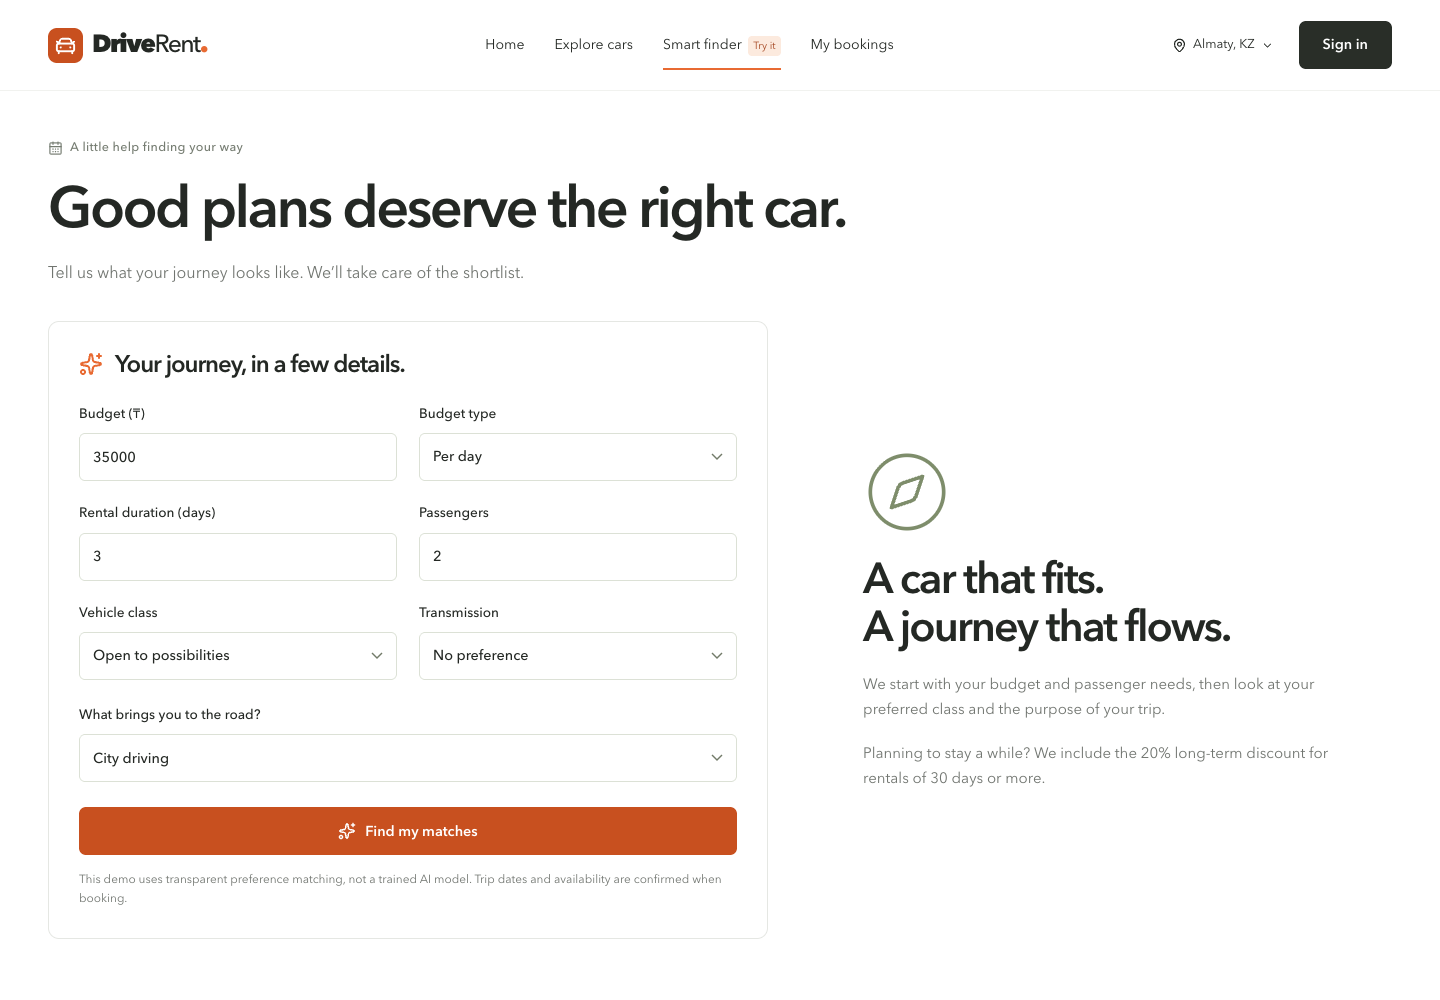 DriveRent.
Home
Explore cars
Smart finder Try it
My bookings
Almaty, KZ
Sign in
A little help finding your way
Good plans deserve the right car.
Tell us what your journey looks like. We’ll take care of the shortlist.
Your journey, in a few details.
Budget (₸)
35000
Budget type
Per day
Rental duration (days)
3
Passengers
2
Vehicle class
Open to possibilities
Transmission
No preference
What brings you to the road?
City driving
Find my matches
This demo uses transparent preference matching, not a trained AI model. Trip dates and availability are confirmed when
booking.
A car that fits.
A journey that flows.
We start with your budget and passenger needs, then look at your
preferred class and the purpose of your trip.
Planning to stay a while? We include the 20% long-term discount for
rentals of 30 days or more.